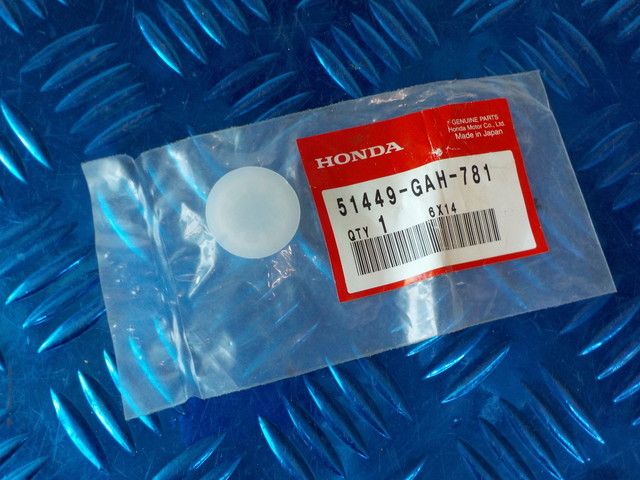 HONDA
GENUINE PARTS
Honda Motor Co., Ltd.
Made in Japan
51449-GAH-781
6X14
QTY 1